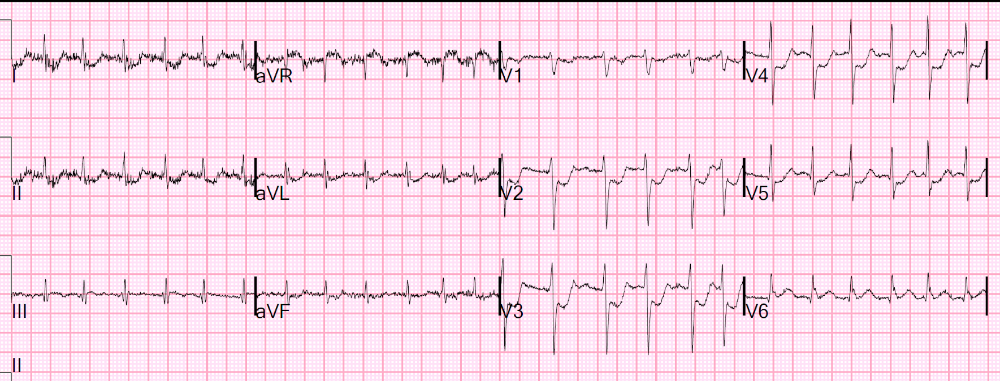 I aVR V1 V4
II aVL V2 V5
III aVF V3 V6
II